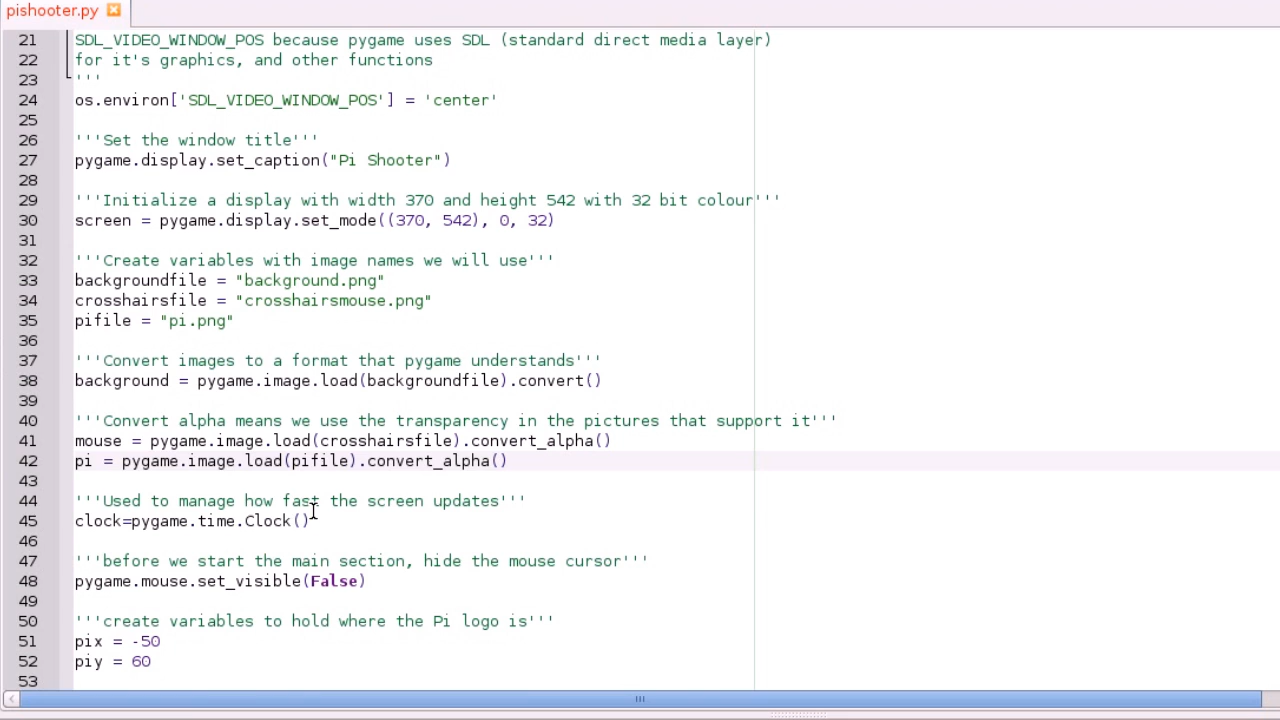 pishooter.py
21 SDL_VIDEO_WINDOW_POS because pygame uses SDL (standard direct media layer)
22 for it's graphics, and other functions
23 '''
24 os.environ['SDL_VIDEO_WINDOW_POS'] = 'center'
25
26 '''Set the window title'''
27 pygame.display.set_caption("Pi Shooter")
28
29 '''Initialize a display with width 370 and height 542 with 32 bit colour'''
30 screen = pygame.display.set_mode((370, 542), 0, 32)
31
32 '''Create variables with image names we will use'''
33 backgroundfile = "background.png"
34 crosshairsfile = "crosshairsmouse.png"
35 pifile = "pi.png"
36
37 '''Convert images to a format that pygame understands'''
38 background = pygame.image.load(backgroundfile).convert()
39
40 '''Convert alpha means we use the transparency in the pictures that support it'''
41 mouse = pygame.image.load(crosshairsfile).convert_alpha()
42 pi = pygame.image.load(pifile).convert_alpha()
43
44 '''Used to manage how fast the screen updates'''
45 clock=pygame.time.Clock()
46
47 '''before we start the main section, hide the mouse cursor'''
48 pygame.mouse.set_visible(False)
49
50 '''create variables to hold where the Pi logo is'''
51 pix = -50
52 piy = 60
53